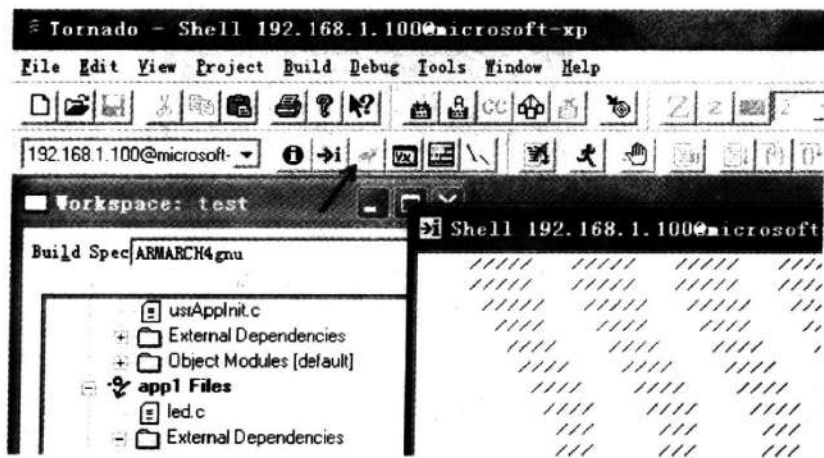 Tornado - Shell 192.168.1.100@microsoft-xp
File Edit View Project Build Debug Tools Window Help
192.168.1.100@microsoft-
Workspace: test
Shell 192.168.1.100@microsoft
Build Spec ARMARCH4gnu
usrAppInit.c
External Dependencies
Object Modules [default]
app1 Files
led.c
External Dependencies